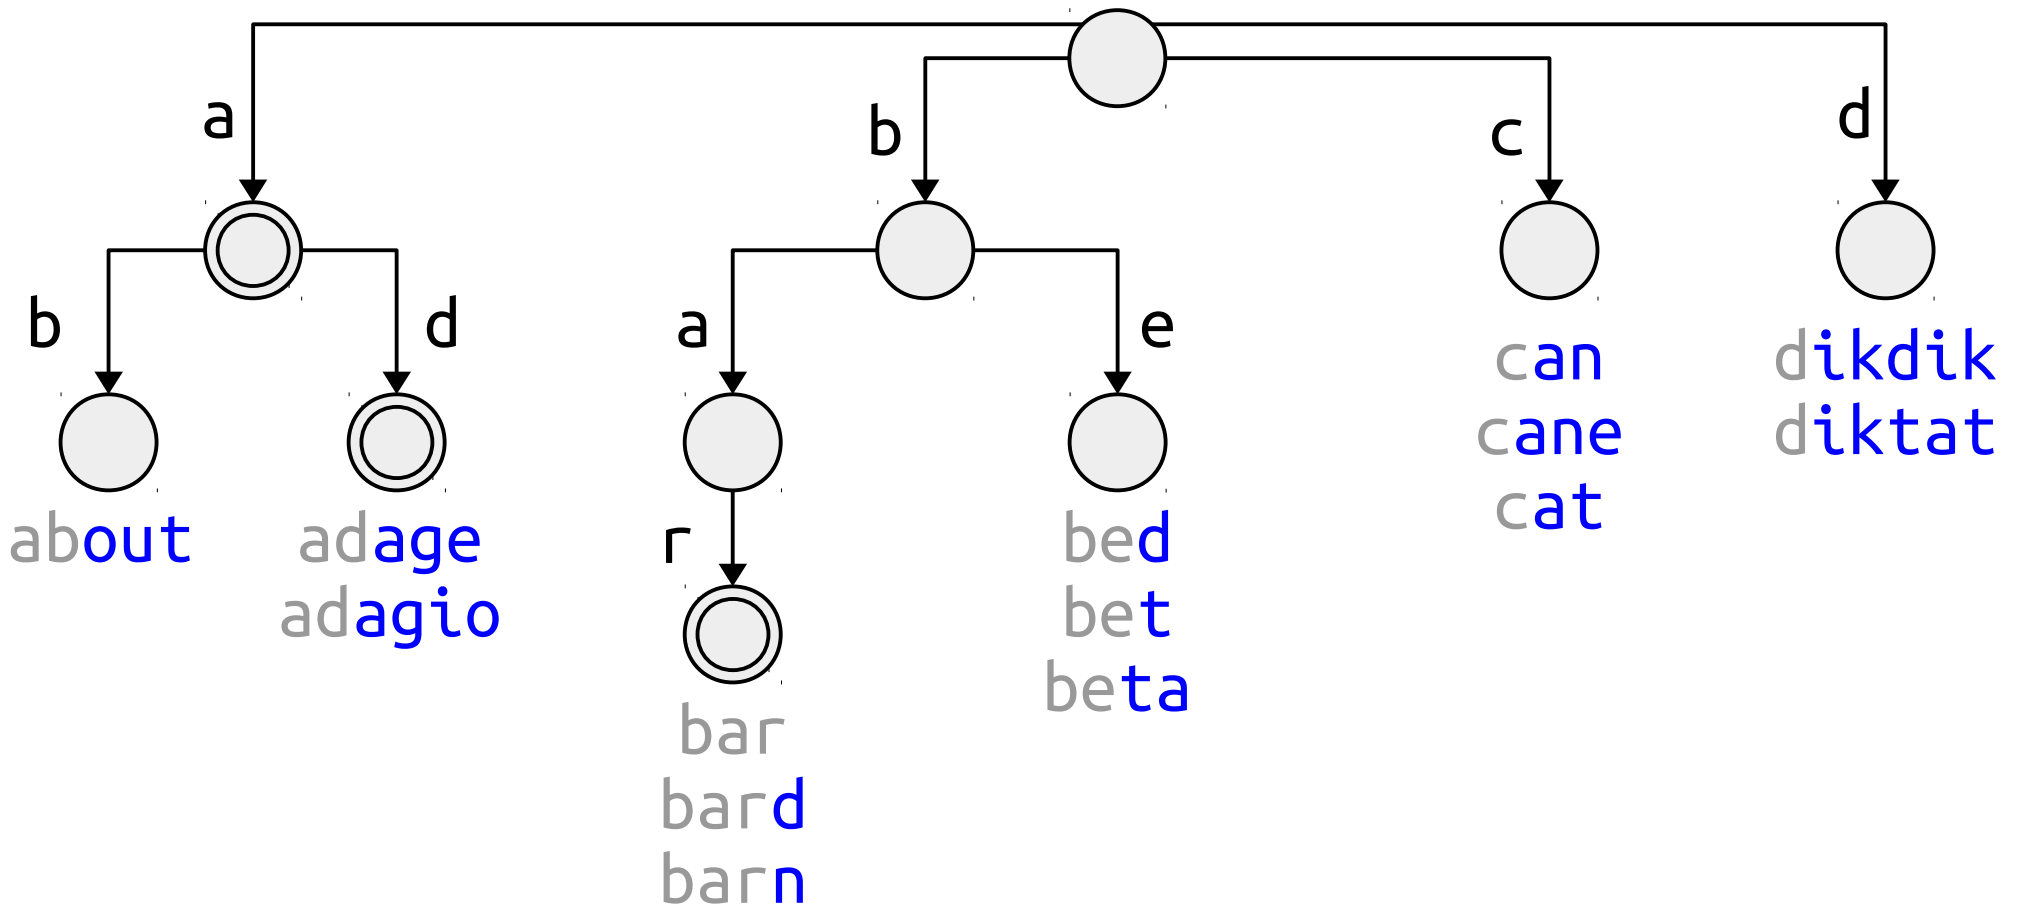 a
b
c
d
b
d
a
e
about
adage
adagio
r
bar
bard
barn
bed
bet
beta
can
cane
cat
dikdik
diktat